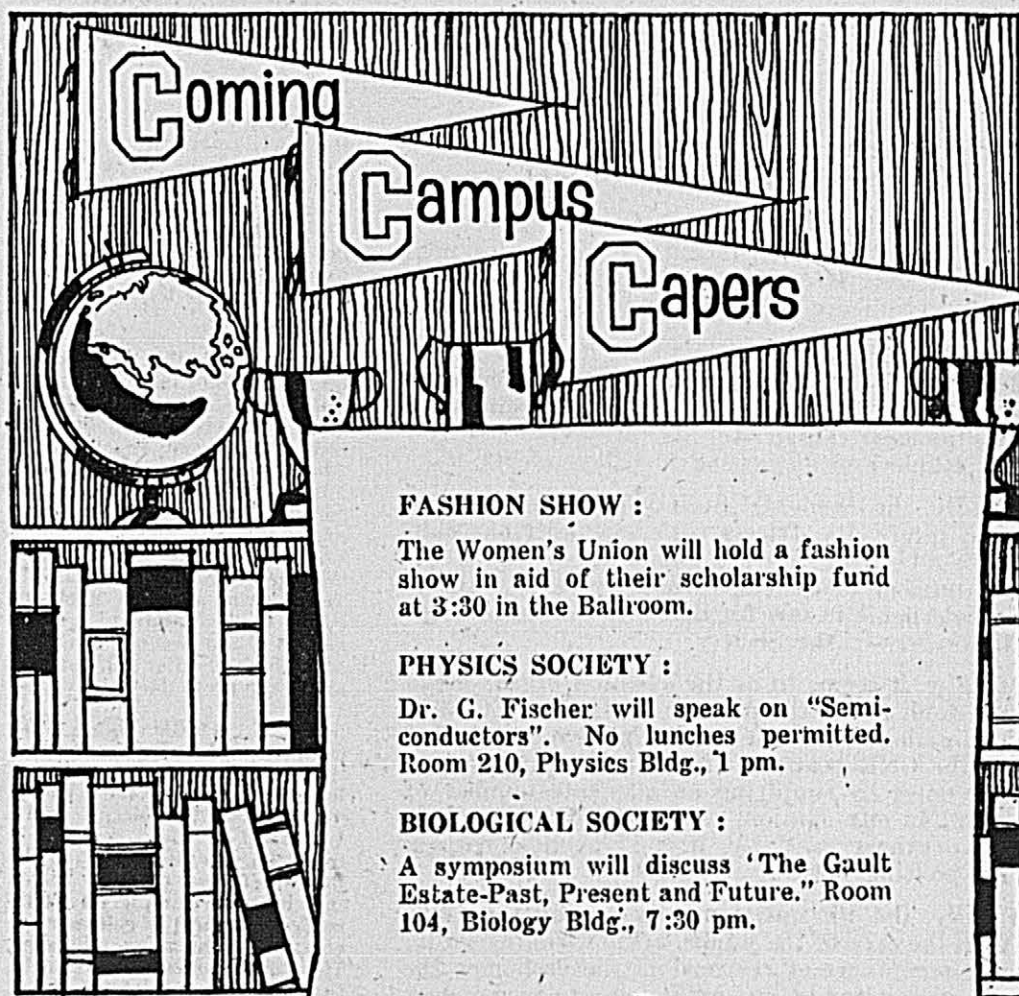 Coming
Campus
Capers
FASHION SHOW :
The Women's Union will hold a fashion
show in aid of their scholarship fund
at 3:30 in the Ballroom.
PHYSICS SOCIETY :
Dr. G. Fischer will speak on "Semi-
conductors". No lunches permitted.
Room 210, Physics Bldg., 1 pm.
BIOLOGICAL SOCIETY :
A symposium will discuss 'The Gault
Estate-Past, Present and Future." Room
104, Biology Bldg., 7:30 pm.